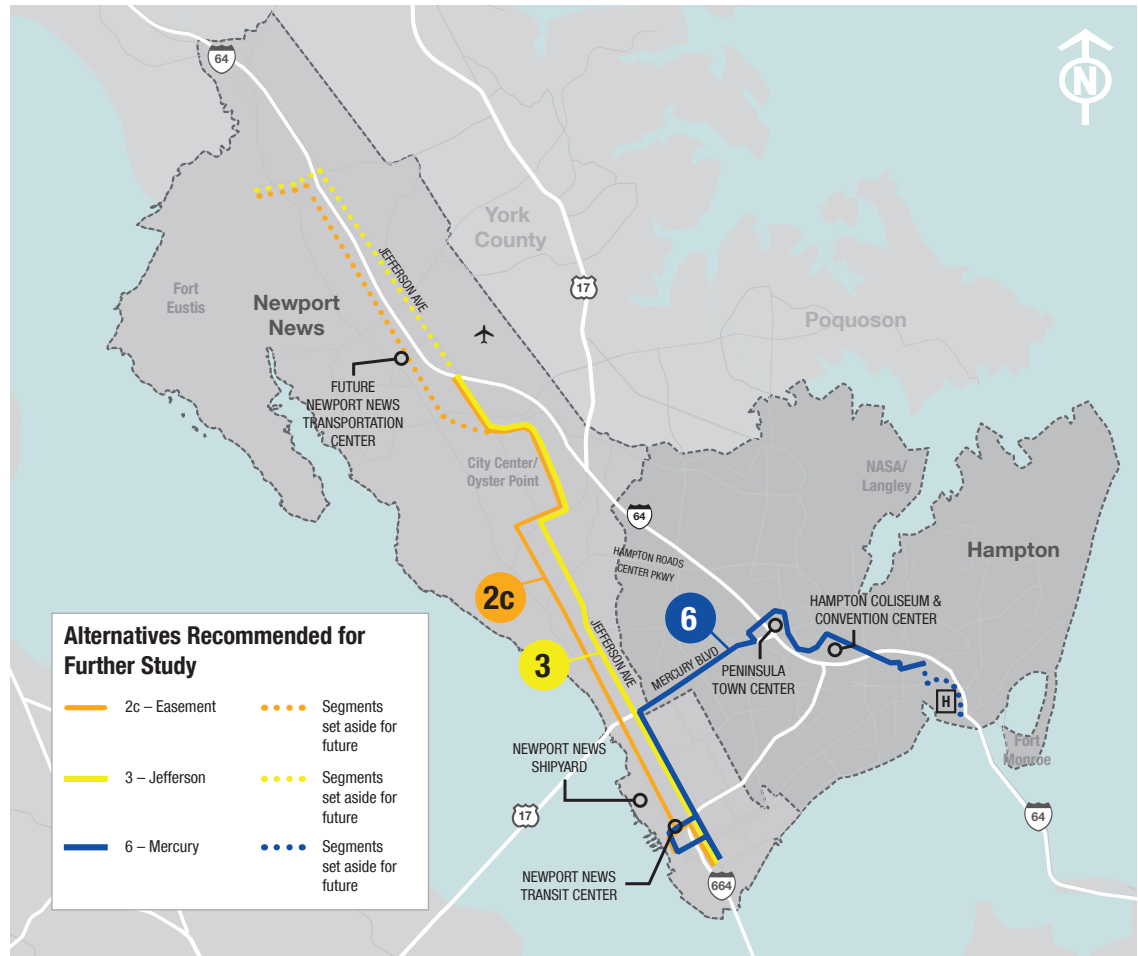 64
N
York
County
17
JEFFERSON AVE
Fort
Eustis
Newport
News
Poquoson
FUTURE
NEWPORT NEWS
TRANSPORTATION
CENTER
City Center/
Oyster Point
NASA/
Langley
64
Hampton
HAMPTON ROADS
CENTER PKWY
2c
6
HAMPTON COLISEUM &
CONVENTION CENTER
JEFFERSON AVE
3
MERCURY BLVD
PENINSULA
TOWN CENTER
H
Fort
Monroe
NEWPORT NEWS
SHIPYARD
17
64
NEWPORT NEWS
TRANSIT CENTER
664
Alternatives Recommended for
Further Study
2c – Easement
Segments
set aside for
future
3 – Jefferson
Segments
set aside for
future
6 – Mercury
Segments
set aside for
future